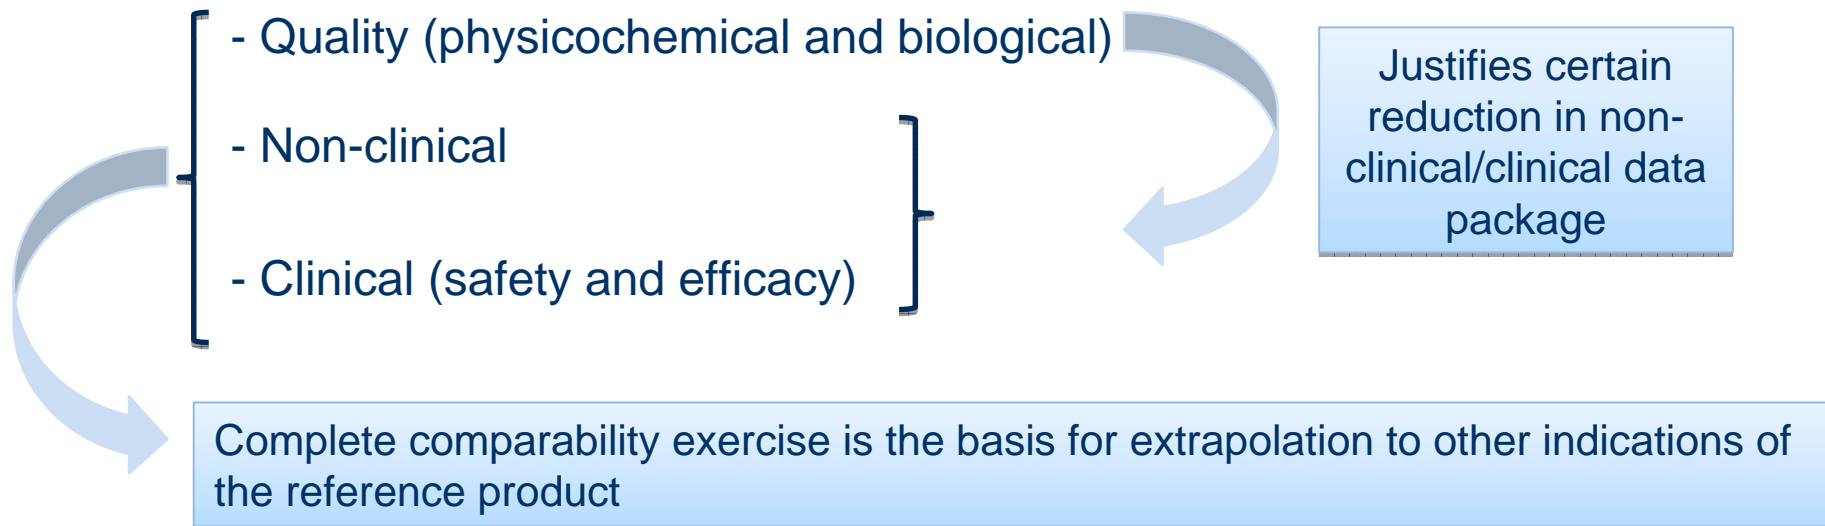 - Quality (physicochemical and biological)
- Non-clinical
- Clinical (safety and efficacy)
Justifies certain
reduction in non-
clinical/clinical data
package
Complete comparability exercise is the basis for extrapolation to other indications of
the reference product